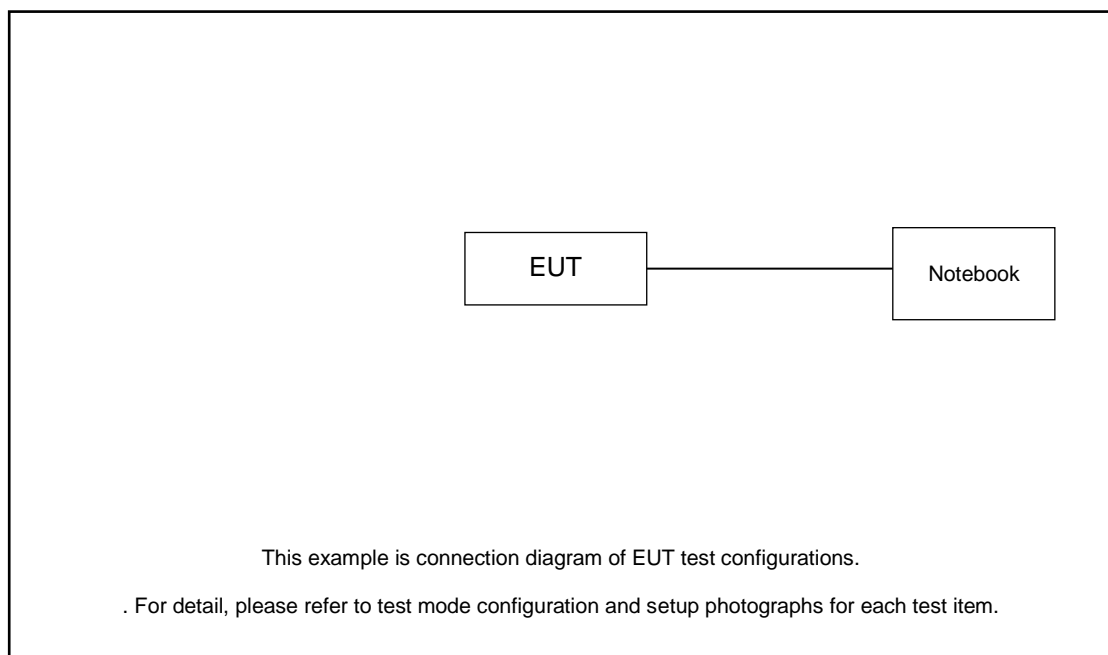 EUT
Notebook
This example is connection diagram of EUT test configurations.
. For detail, please refer to test mode configuration and setup photographs for each test item.